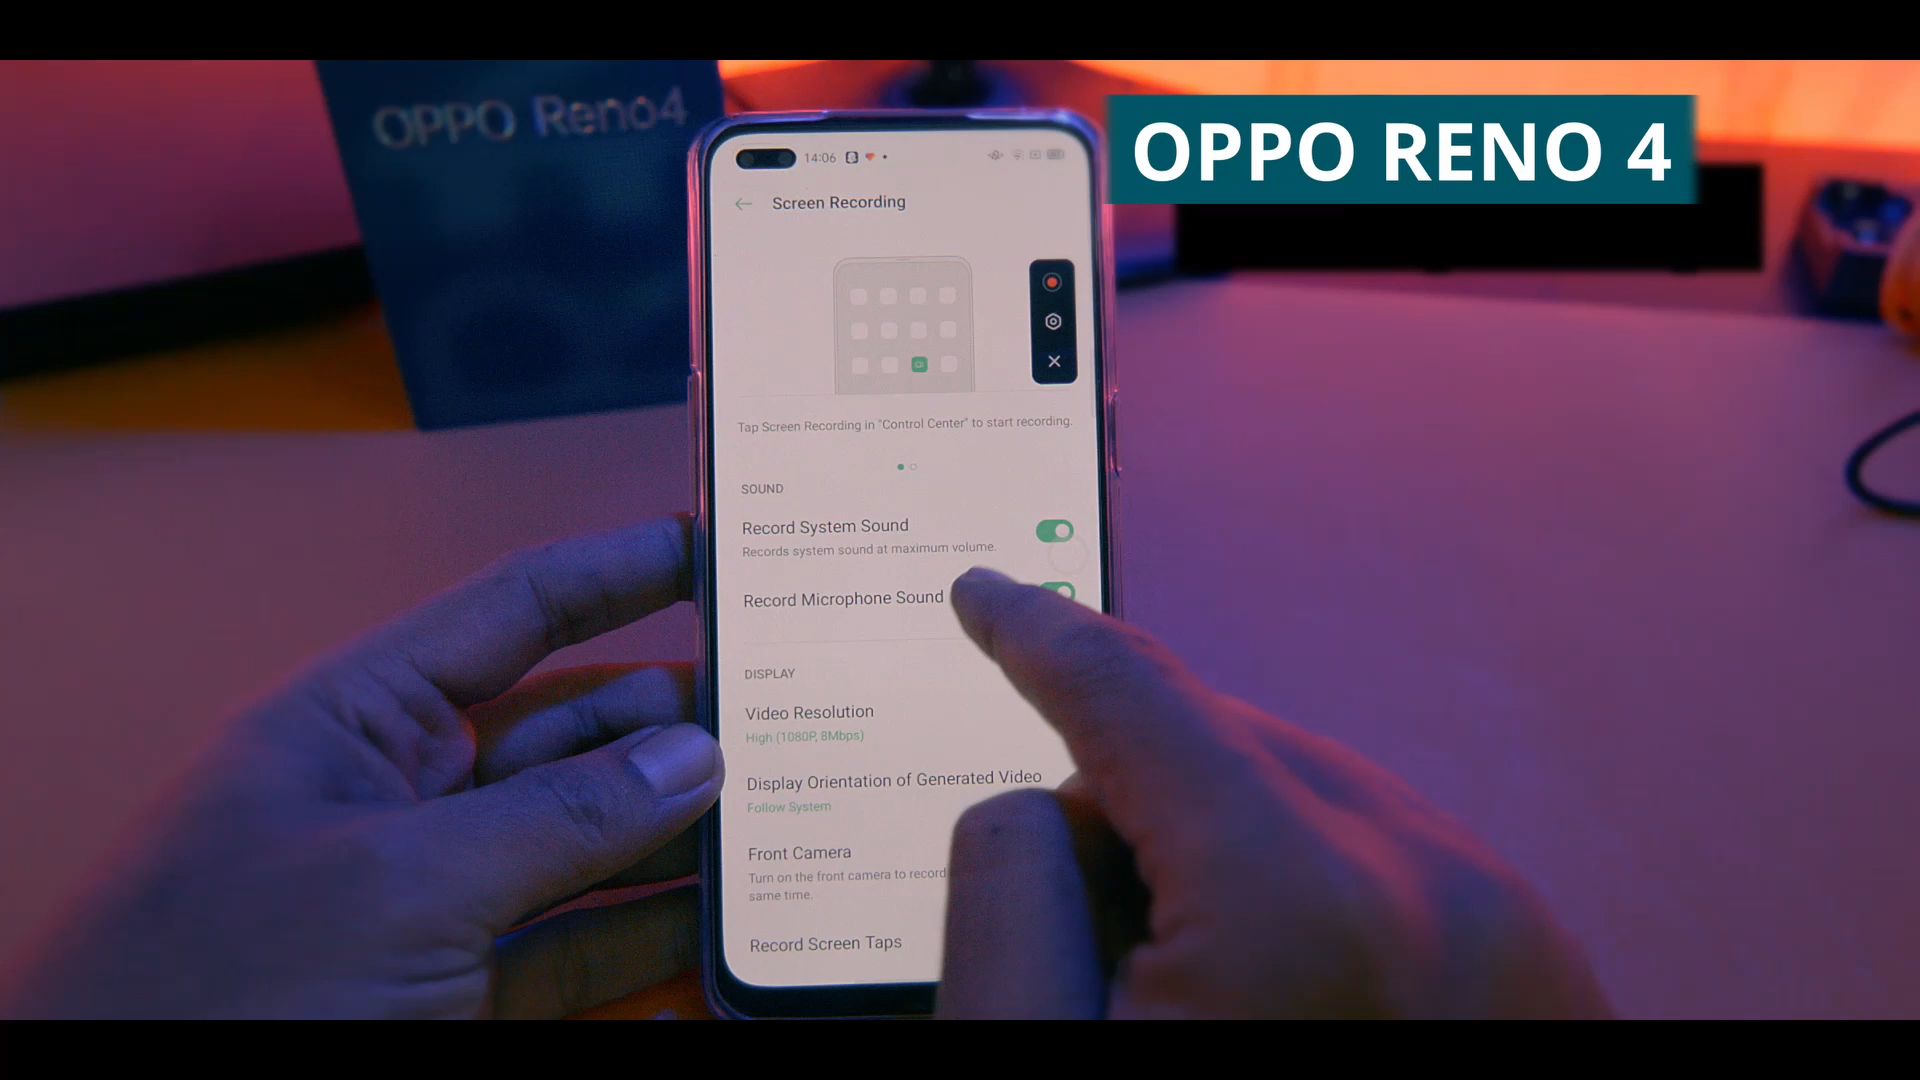 OPPO Reno4
OPPO RENO 4
14:06
Screen Recording
Tap Screen Recording in "Control Center" to start recording.
SOUND
Record System Sound
Records system sound at maximum volume.
Record Microphone Sound
DISPLAY
Video Resolution
High (1080P, 8Mbps)
Display Orientation of Generated Video
Follow System
Front Camera
Turn on the front camera to record
same time.
Record Screen Taps